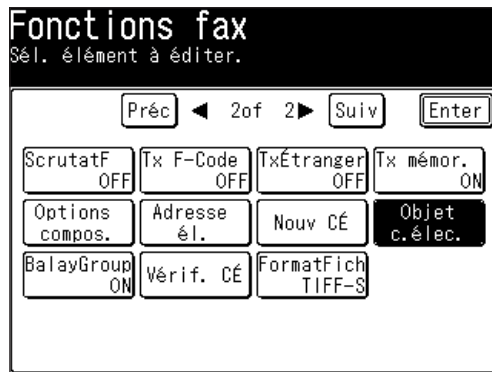 Fonctions fax
Sél. élément à éditer.
Préc ◀ 2of 2▶ Suiv Enter
ScrutatF Tx F-Code TxÉtranger Tx mémor.
OFF OFF OFF ON
Options Adresse Nouv CÉ Objet
compos. él. c.élec.
BalayGroup Vérif. CÉ FormatFich
ON TIFF-S